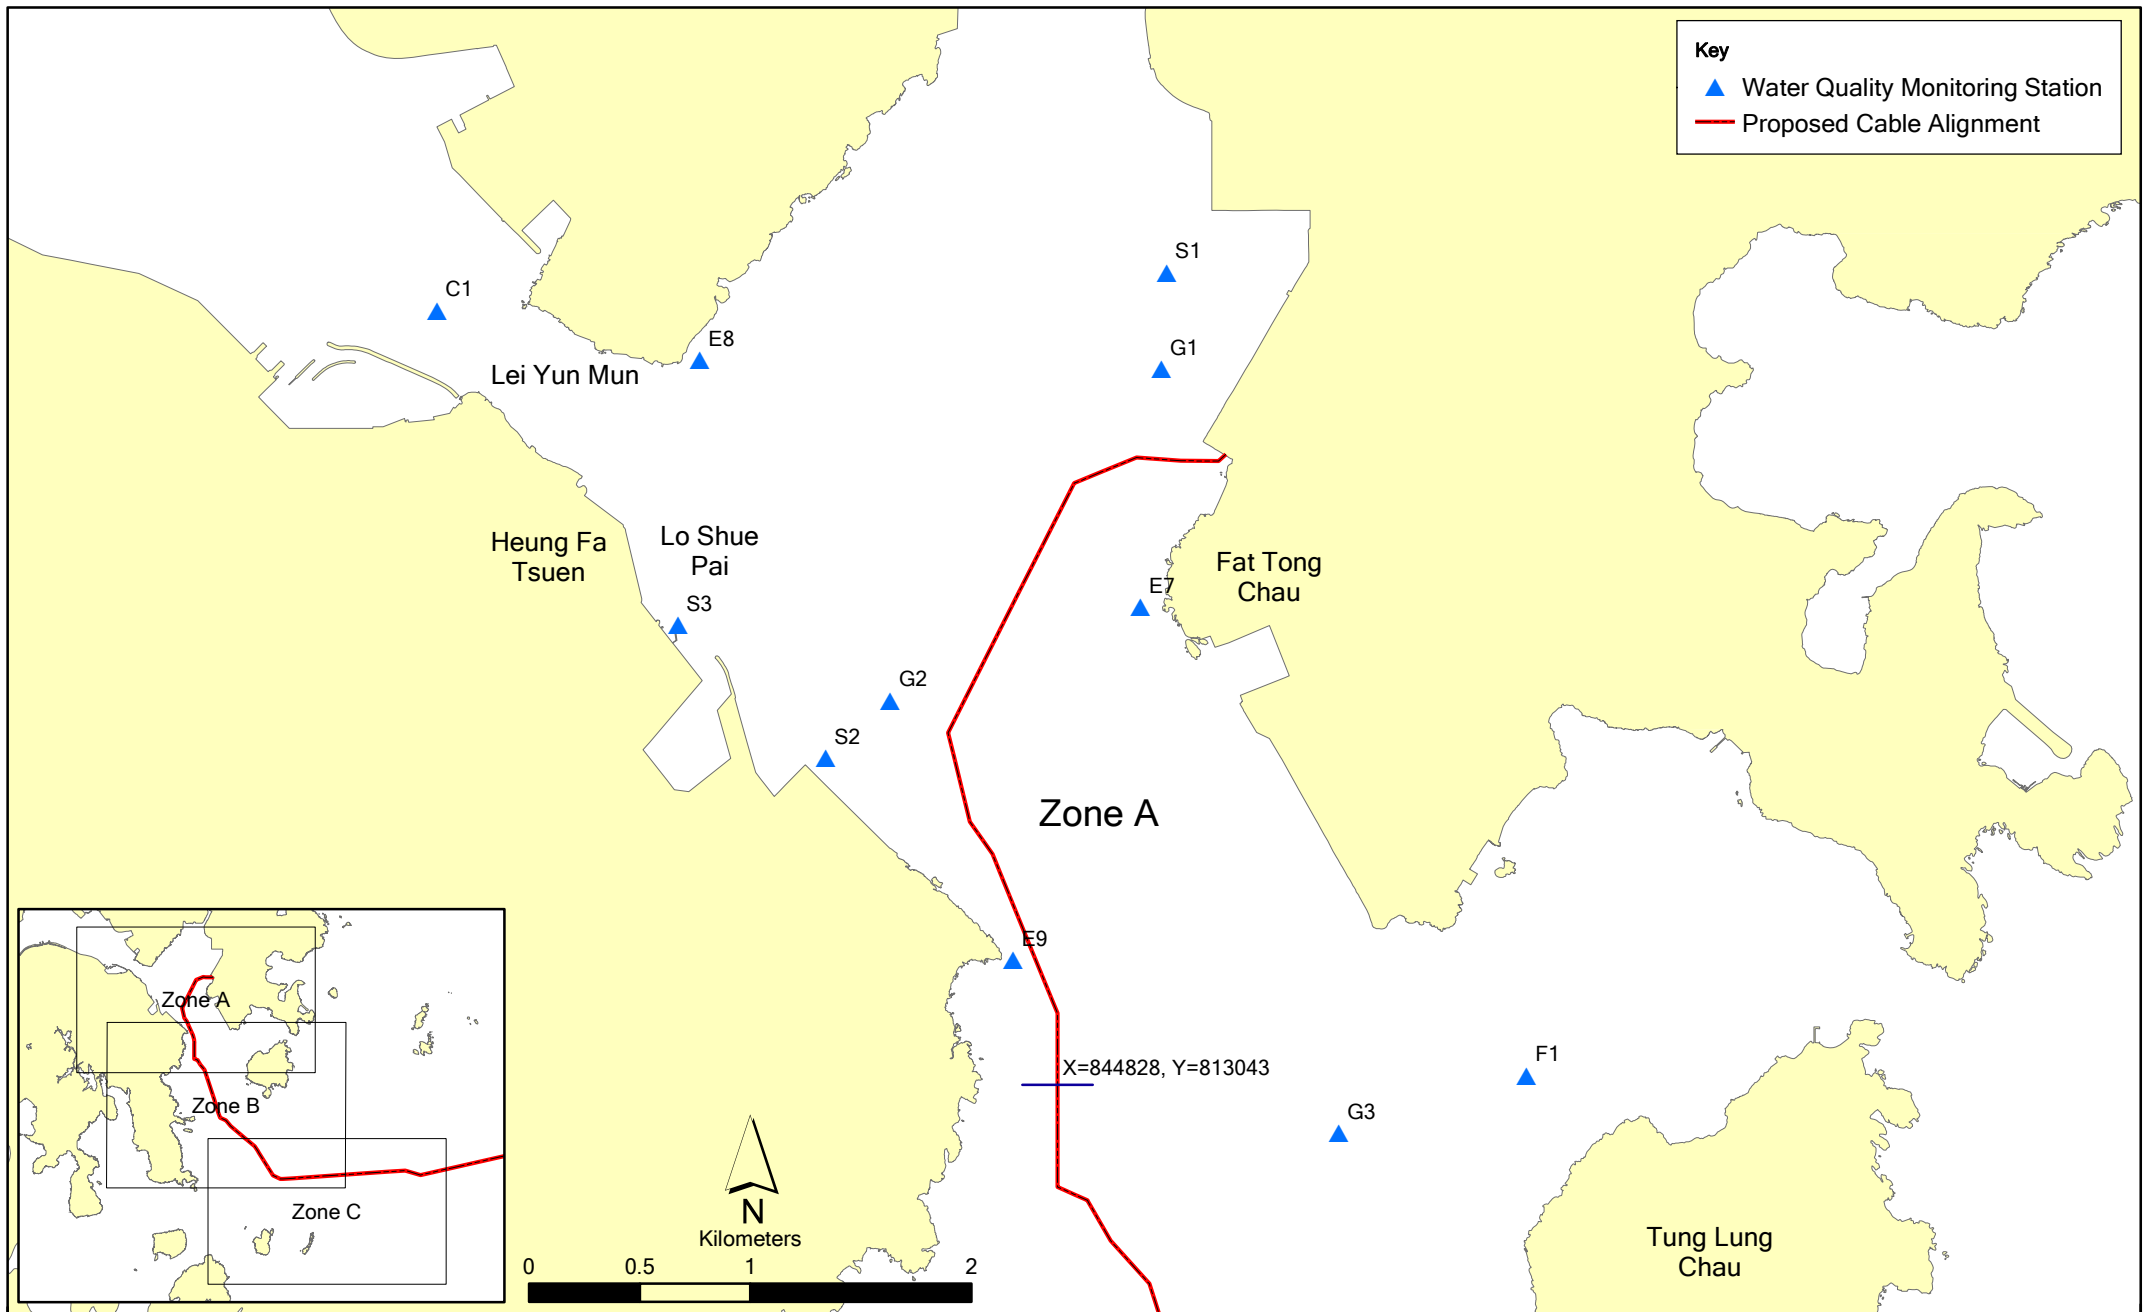 Key
Water Quality Monitoring Station
Proposed Cable Alignment
S1
C1
E8
G1
Lei Yun Mun
Heung Fa
Tsuen
Lo Shue
Pai
Fat Tong
Chau
E7
S3
G2
S2
Zone A
E9
X=844828, Y=813043
F1
G3
Tung Lung
Chau
N
Kilometers
0 0.5 1 2
Zone A
Zone B
Zone C